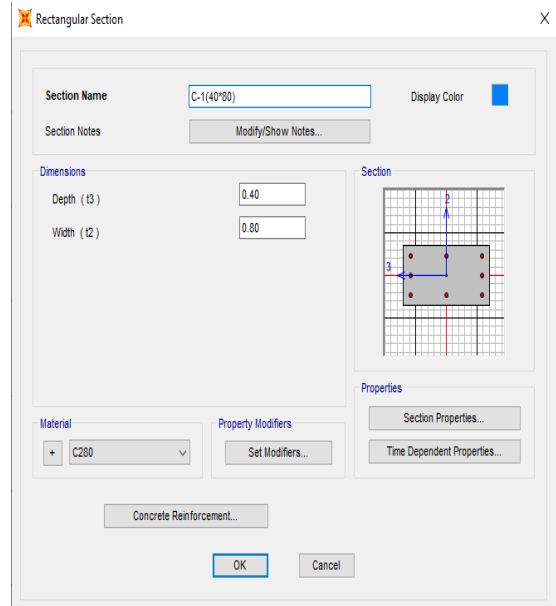 Rectangular Section X
Section Name C-1(40*80) Display Color
Section Notes Modify/Show Notes...
Dimensions
Depth ( t3 ) 0.40
Width ( t2 ) 0.80
Section
2
3
Properties
Section Properties...
Time Dependent Properties...
Material
+ C280
Property Modifiers
Set Modifiers...
Concrete Reinforcement...
OK Cancel